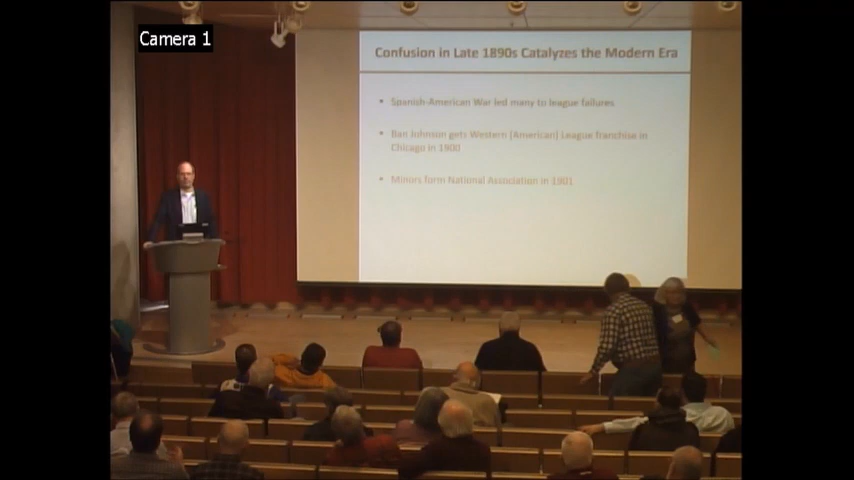 Camera 1
Confusion in Late 1890s Catalyzes the Modern Era
• Spanish-American War led many to league failures
• Ban Johnson gets Western (American) League franchise in
Chicago in 1800
• Minors form National Association in 1901